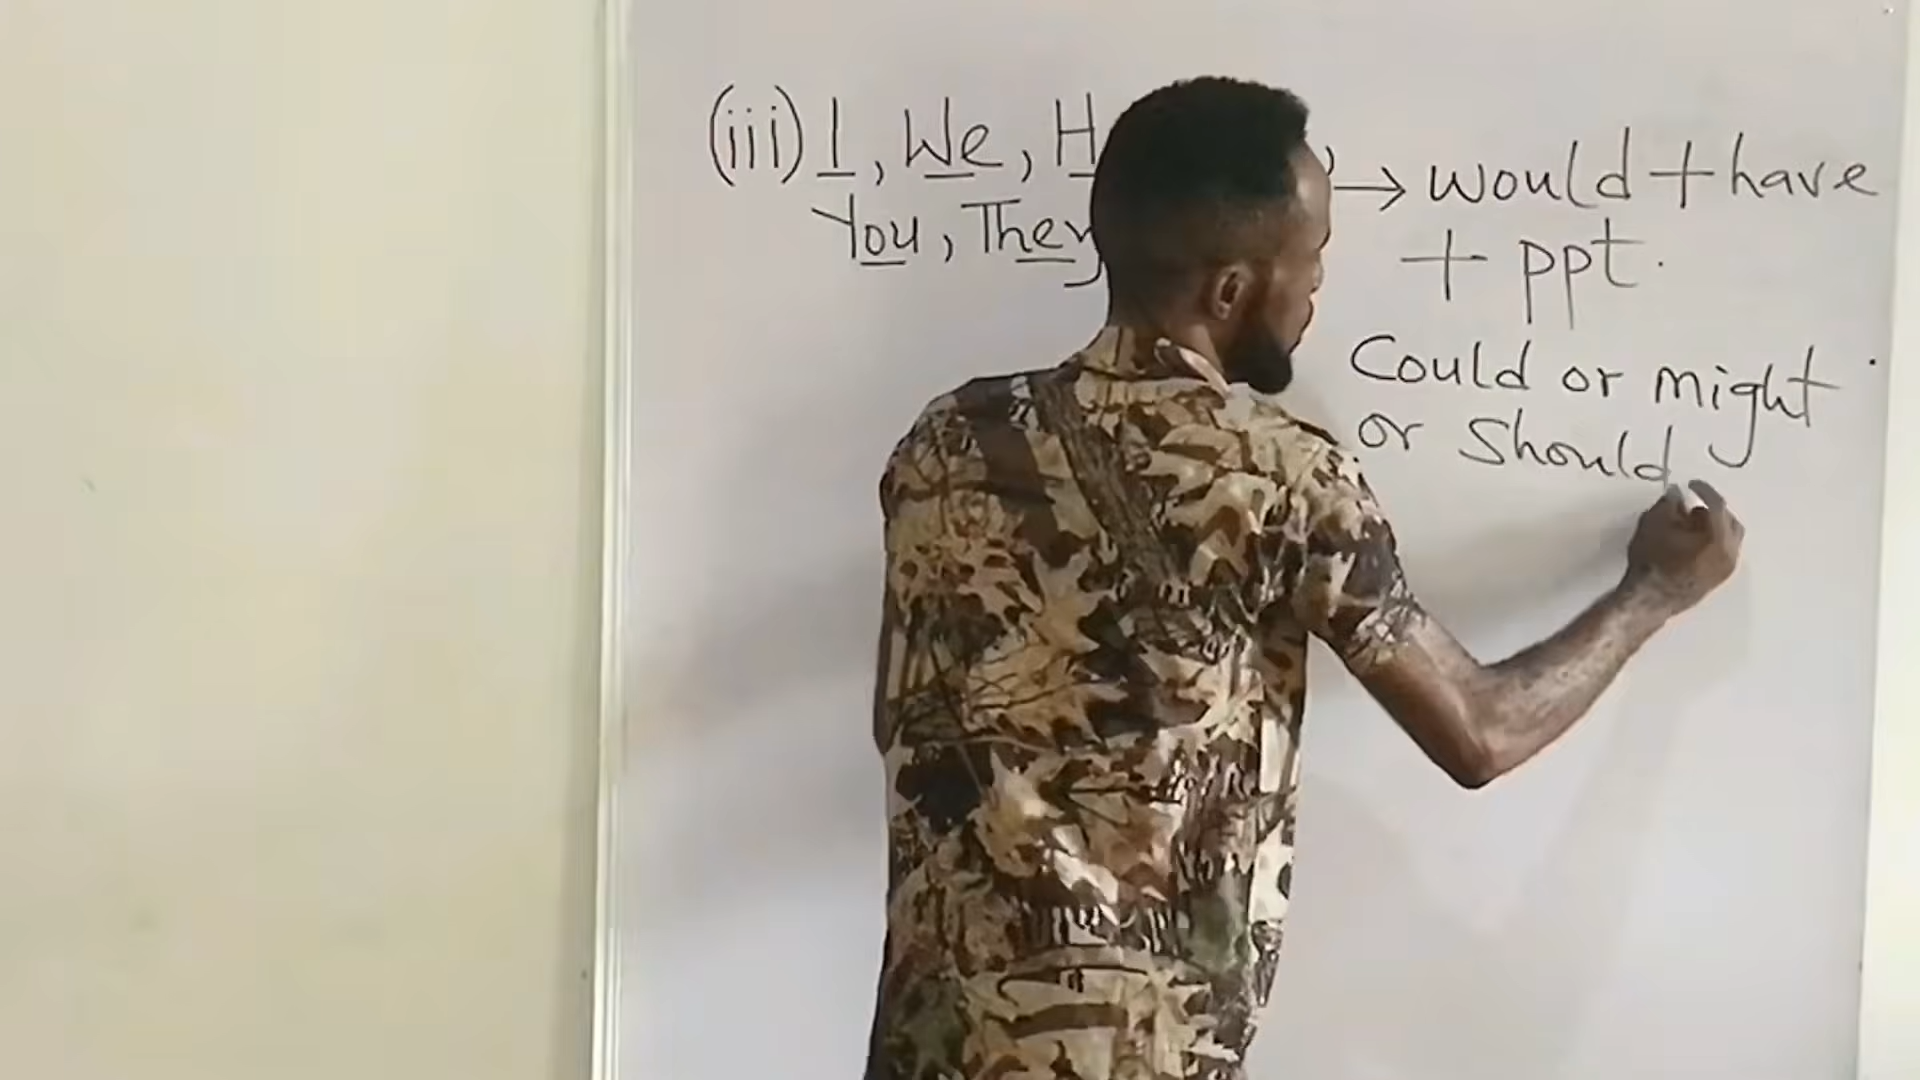 (iii) I, We, H , → would + have
You, They + ppt.
Could or might
or should